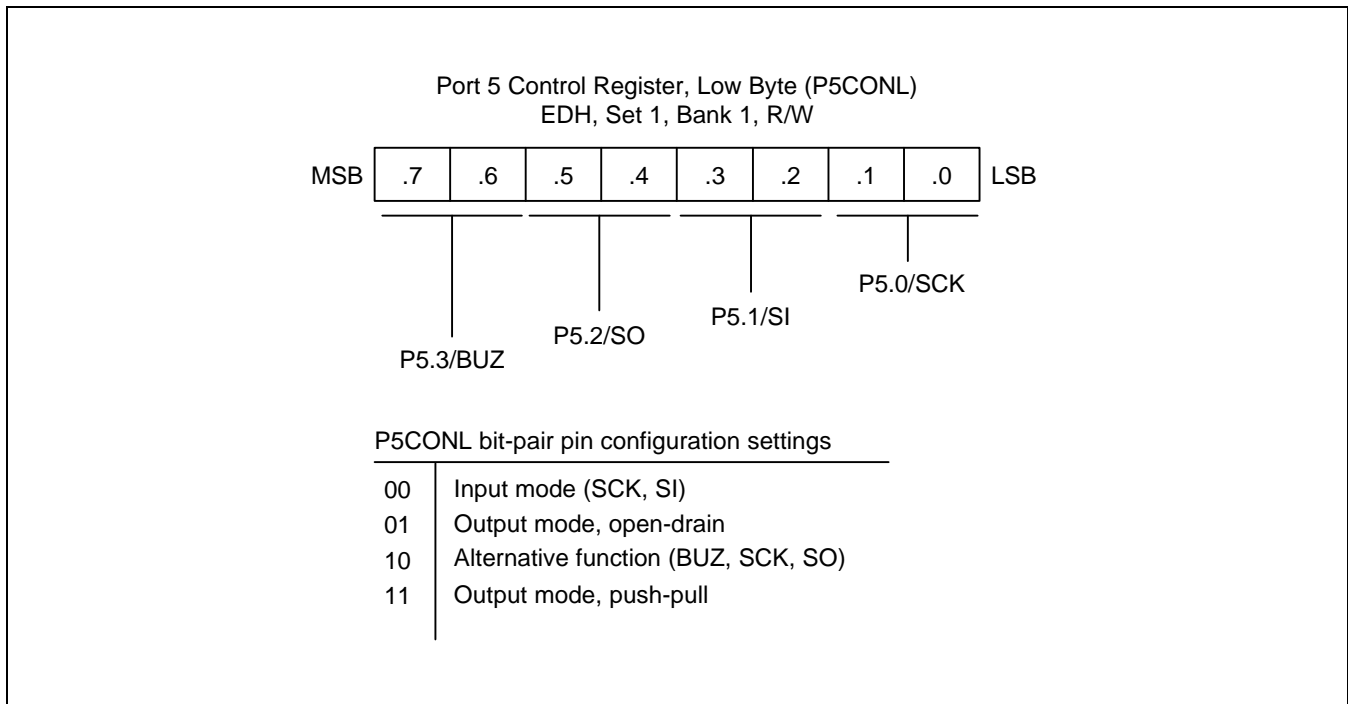 Port 5 Control Register, Low Byte (P5CONL)
EDH, Set 1, Bank 1, R/W
MSB .7 .6 .5 .4 .3 .2 .1 .0 LSB
P5.0/SCK
P5.1/SI
P5.2/SO
P5.3/BUZ
P5CONL bit-pair pin configuration settings
00 Input mode (SCK, SI)
01 Output mode, open-drain
10 Alternative function (BUZ, SCK, SO)
11 Output mode, push-pull